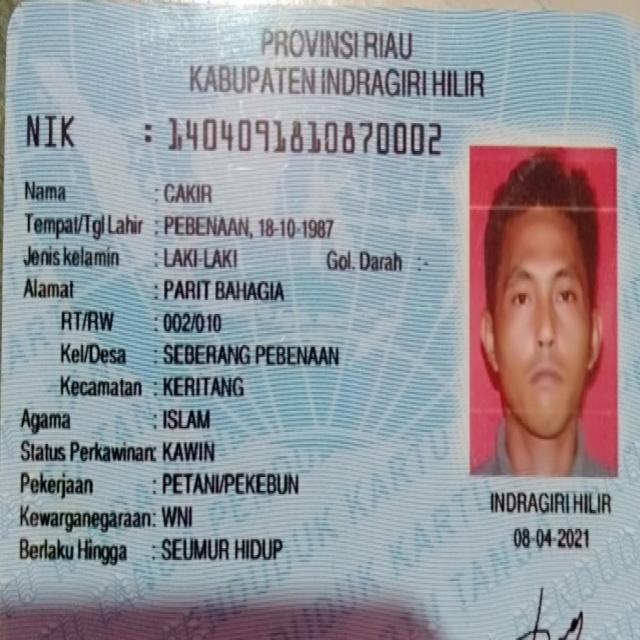 PROVINSI RIAU
KABUPATEN INDRAGIRI HILIR
NIK : 1404091810870002
Nama : CAKIR
Tempat/Tgl Lahir : PEBENAAN, 18-10-1987
Jenis kelamin : LAKI-LAKI Gol. Darah :-
Alamat : PARIT BAHAGIA
RT/RW : 002/010
Kel/Desa : SEBERANG PEBENAAN
Kecamatan : KERITANG
Agama : ISLAM
Status Perkawinan: KAWIN
Pekerjaan : PETANI/PEKEBUN
Kewarganegaraan: WNI
Berlaku Hingga : SEUMUR HIDUP
INDRAGIRI HILIR
08-04-2021